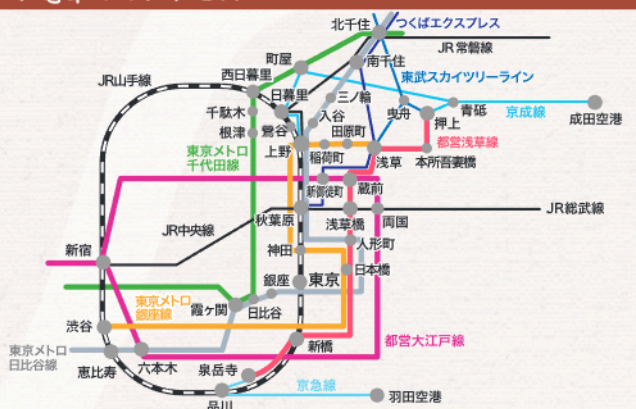 北千住
つくばエクスプレス
JR常磐線
町屋
南千住
西日暮里
東武スカイツリーライン
JR山手線
日暮里
三ノ輪
青砥
京成線
成田空港
千駄木
入谷
曳舟
押上
根津
鶯谷
田原町
都営浅草線
上野
稲荷町
浅草
本所吾妻橋
東京メトロ
千代田線
新御徒町
蔵前
秋葉原
浅草橋
両国
JR総武線
JR中央線
人形町
新宿
神田
日本橋
銀座
東京
東京メトロ
銀座線
霞ヶ関
日比谷
渋谷
新橋
都営大江戸線
東京メトロ
日比谷線
恵比寿
六本木
泉岳寺
京急線
羽田空港
品川